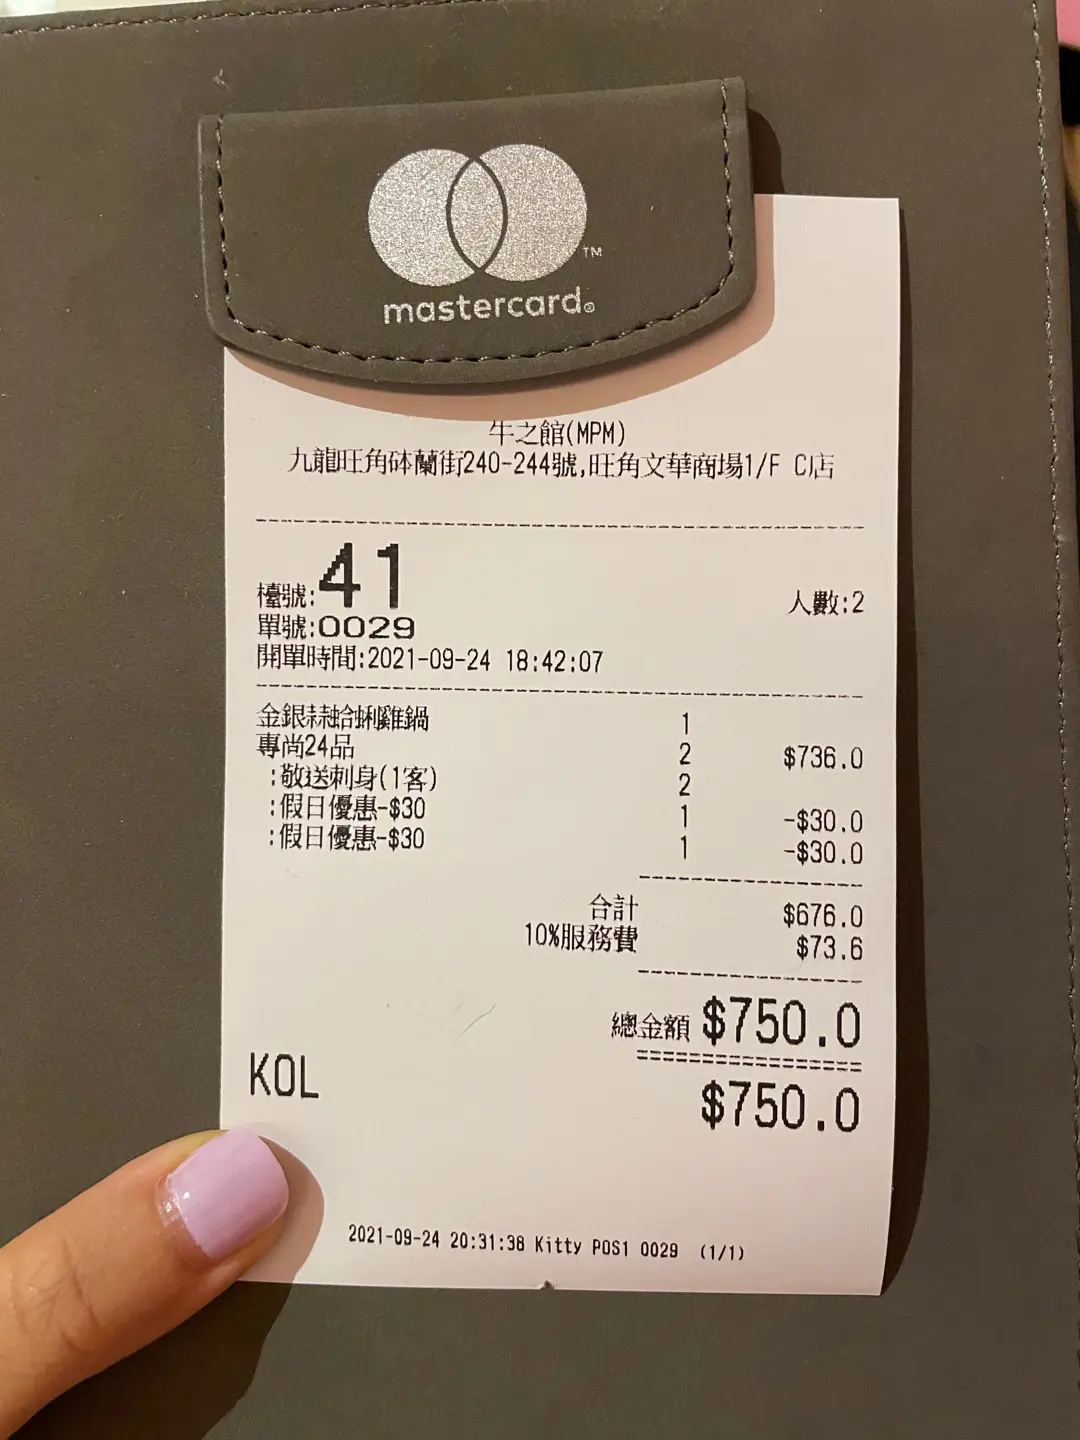 mastercard®
牛之館(MPM)
九龍旺角砵蘭街240-244號,旺角文華商場1/F C店
檯號:41 人數:2
單號:0029
開單時間:2021-09-24 18:42:07
金銀蒜蛤蜊雞鍋 1
專尚24品 2 $736.0
:敬送刺身(1客) 2
:假日優惠-$30 1 -$30.0
:假日優惠-$30 1 -$30.0
合計 $676.0
10%服務費 $73.6
總金額 $750.0
$750.0
KOL
2021-09-24 20:31:38 Kitty POS1 0029 (1/1)